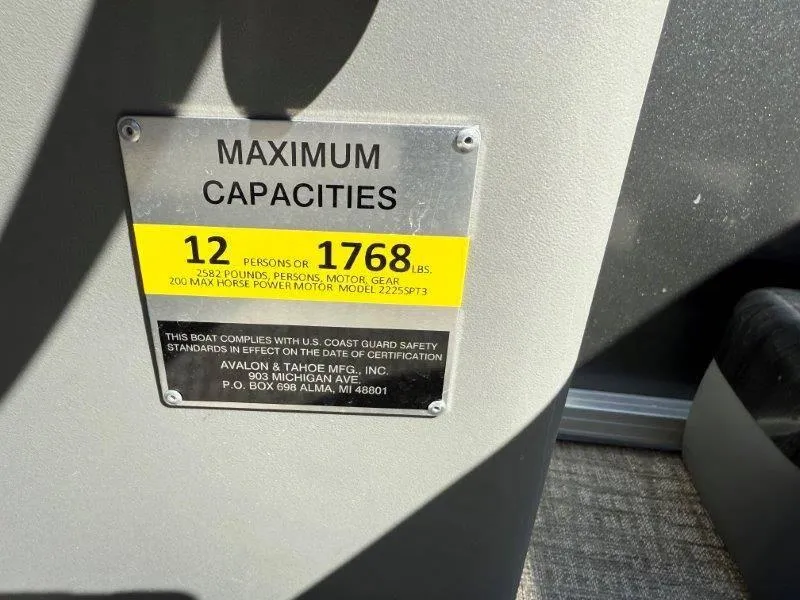 MAXIMUM
CAPACITIES
12 PERSONS OR 1768 LBS.
2582 POUNDS, PERSONS, MOTOR, GEAR
200 MAX HORSE POWER MOTOR MODEL 2225SPT3
THIS BOAT COMPLIES WITH U.S. COAST GUARD SAFETY
STANDARDS IN EFFECT ON THE DATE OF CERTIFICATION
AVALON & TAHOE MFG., INC.
903 MICHIGAN AVE.
P.O. BOX 698 ALMA, MI 48801